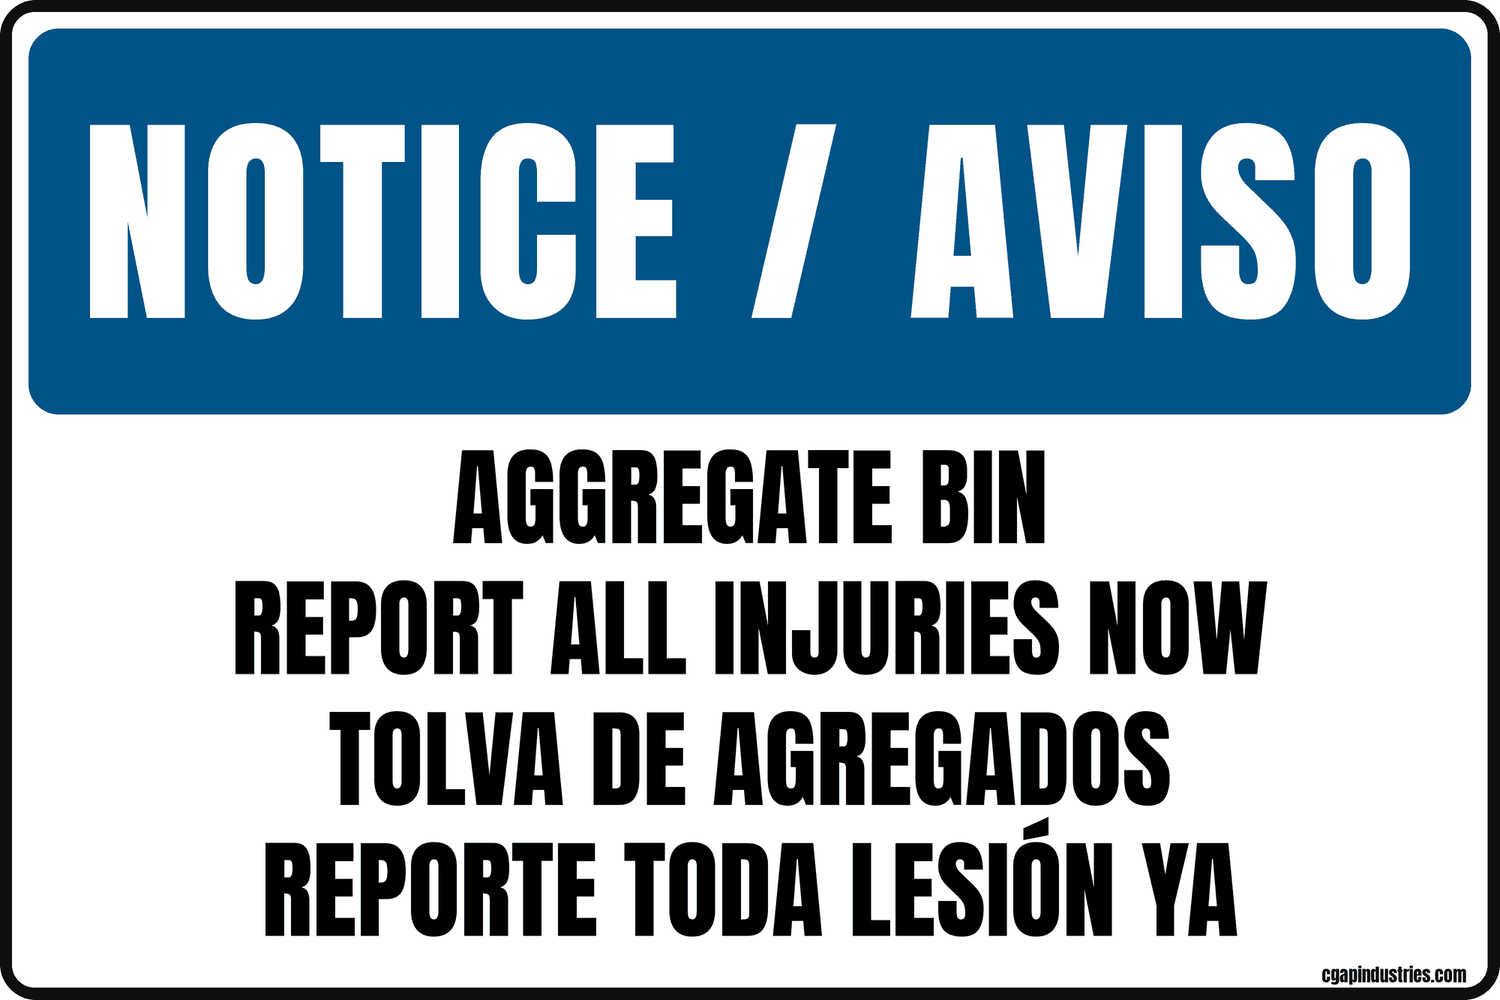 NOTICE / AVISO
AGGREGATE BIN
REPORT ALL INJURIES NOW
TOLVA DE AGREGADOS
REPORTE TODA LESIÓN YA
cgapindustries.com